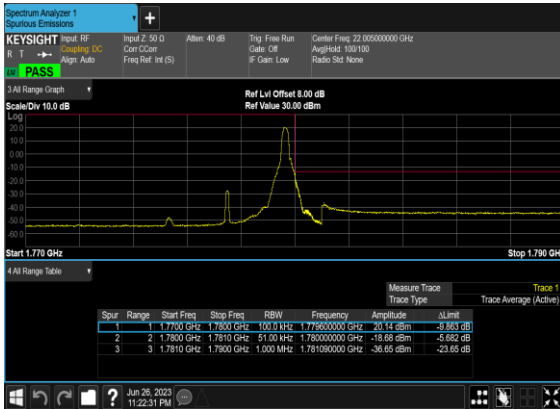 Spectrum Analyzer 1
Spurious Emissions
+
KEYSIGHT Input: RF Input Z: 50 Ω Atten: 40 dB Trig: Free Run Center Freq: 22.005000000 GHz
R T Coupling: DC Corr CCorr Gate: Off Avg|Hold: 100/100
Align: Auto Freq Ref: Int (S) IF Gain: Low Radio Std: None
LXI PASS
3 All Range Graph
Ref Lvl Offset 8.00 dB
Scale/Div 10.0 dB Ref Value 30.00 dBm
Log
20.0
10.0
0.00
-10.0
-20.0
-30.0
-40.0
-50.0
-60.0
Start 1.770 GHz Stop 1.790 GH
4 All Range Table
Measure Trace Trace 1
Trace Type Trace Average (Active)
Spur Range Start Freq Stop Freq RBW Frequency Amplitude ΔLimit
1 1 1.7700 GHz 1.7800 GHz 100.0 kHz 1.779600000 GHz 20.14 dBm -9.863 dB
2 2 1.7800 GHz 1.7810 GHz 51.00 kHz 1.780000000 GHz -18.68 dBm -5.682 dB
3 3 1.7810 GHz 1.7900 GHz 1.000 MHz 1.781090000 GHz -36.65 dBm -23.65 dB
?
Jun 26, 2023
11:22:31 PM